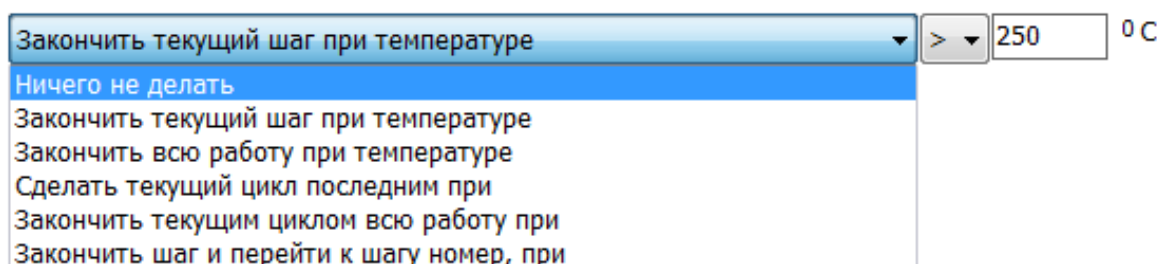 Закончить текущий шаг при температуре > 250 ⁰ C
Ничего не делать
Закончить текущий шаг при температуре
Закончить всю работу при температуре
Сделать текущий цикл последним при
Закончить текущим циклом всю работу при
Закончить шаг и перейти к шагу номер, при